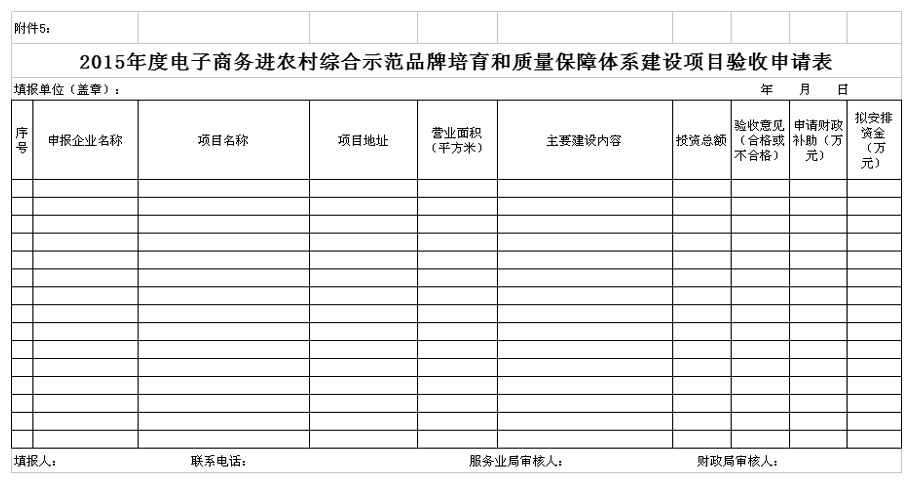 附件5：
2015年度电子商务进农村综合示范品牌培育和质量保障体系建设项目验收申请表
填报单位（盖章）： 年 月 日
序号 申报企业名称 项目名称 项目地址 营业面积（平方米） 主要建设内容 投资总额 验收意见（合格或不合格） 申请财政补助（万元） 拟安排资金（万元）
填报人： 联系电话： 服务业局审核人： 财政局审核人：